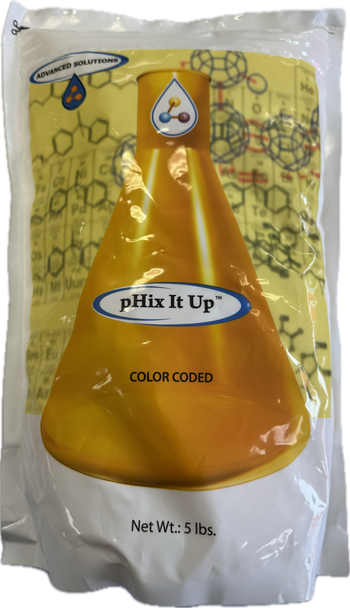 ADVANCED SOLUTIONS
pHix It Up™
COLOR CODED
Net Wt.: 5 lbs.